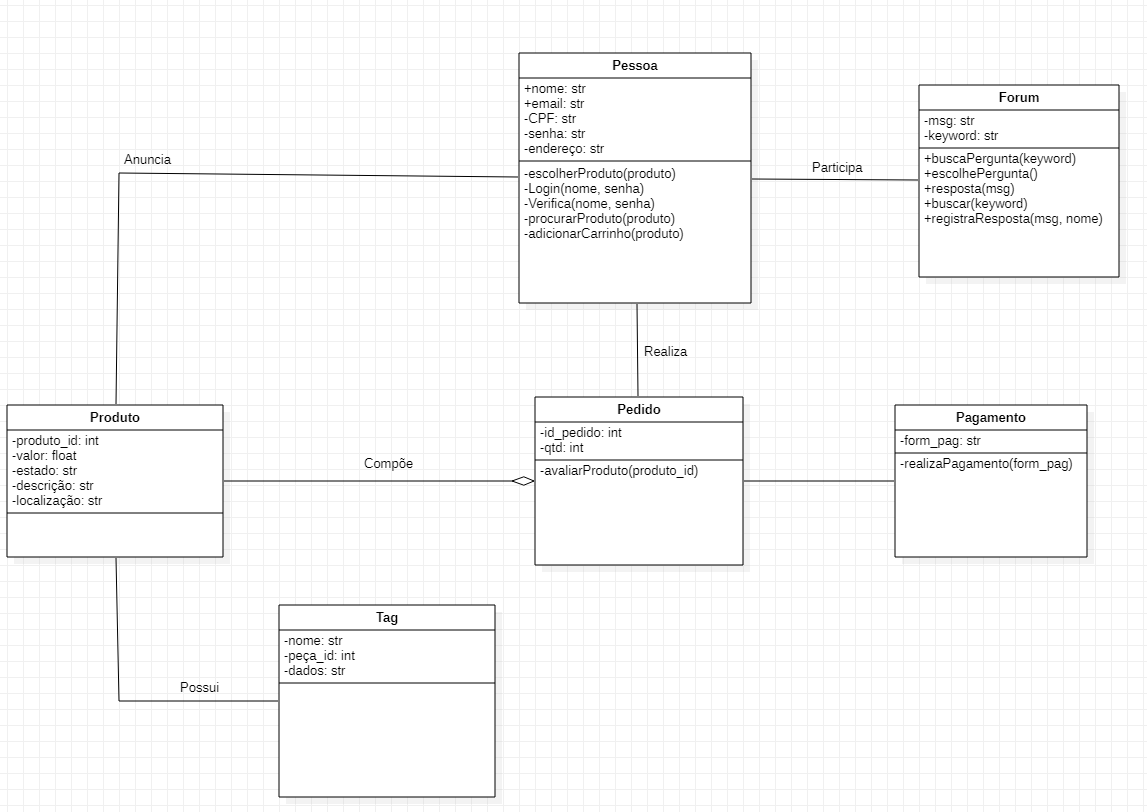 Pessoa
+nome: str
+email: str
-CPF: str
-senha: str
-endereço: str
-escolherProduto(produto)
-Login(nome, senha)
-Verifica(nome, senha)
-procurarProduto(produto)
-adicionarCarrinho(produto)
Forum
-msg: str
-keyword: str
+buscaPergunta(keyword)
+escolhePergunta()
+resposta(msg)
+buscar(keyword)
+registraResposta(msg, nome)
Anuncia
Participa
Realiza
Produto
-produto_id: int
-valor: float
-estado: str
-descrição: str
-localização: str
Compõe
Pedido
-id_pedido: int
-qtd: int
-avaliarProduto(produto_id)
Pagamento
-form_pag: str
-realizaPagamento(form_pag)
Tag
-nome: str
-peça_id: int
-dados: str
Possui